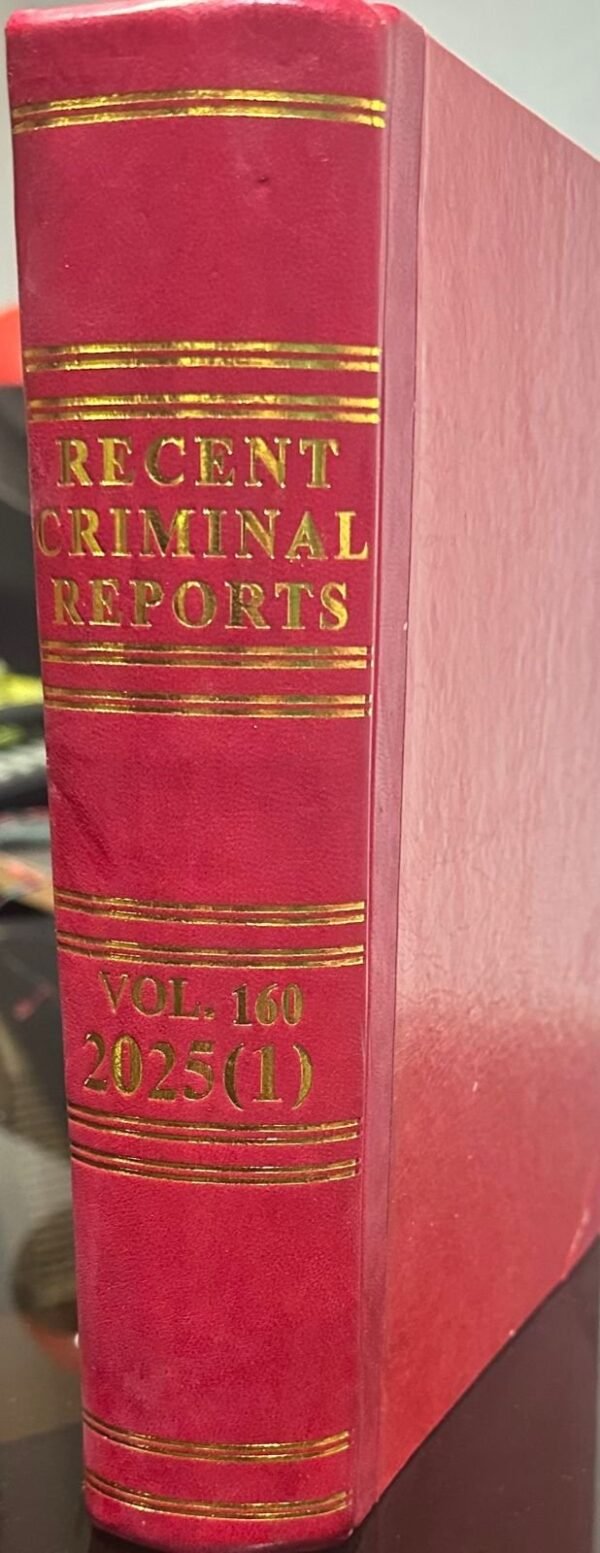 RECENT
CRIMINAL
REPORTS
VOL. 160
2025(1)